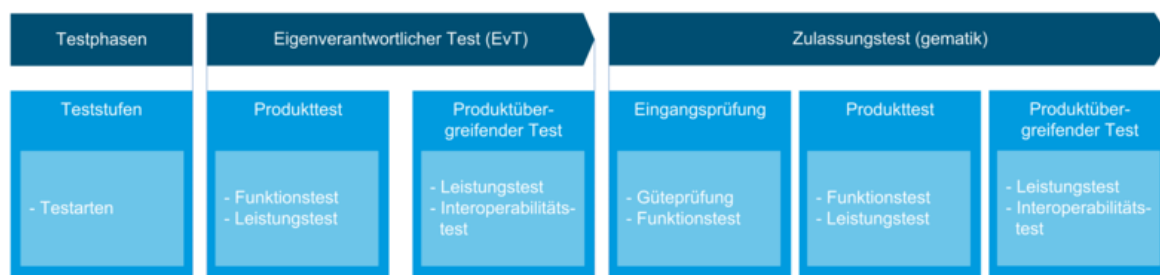 Testphasen
Eigenverantwortlicher Test (EvT)
Zulassungstest (gematik)
Teststufen
- Testarten
Produkttest
- Funktionstest
- Leistungstest
Produktüber-
greifender Test
- Leistungstest
- Interoperabilitäts-
test
Eingangsprüfung
- Güteprüfung
- Funktionstest
Produkttest
- Funktionstest
- Leistungstest
Produktüber-
greifender Test
- Leistungstest
- Interoperabilitäts-
test